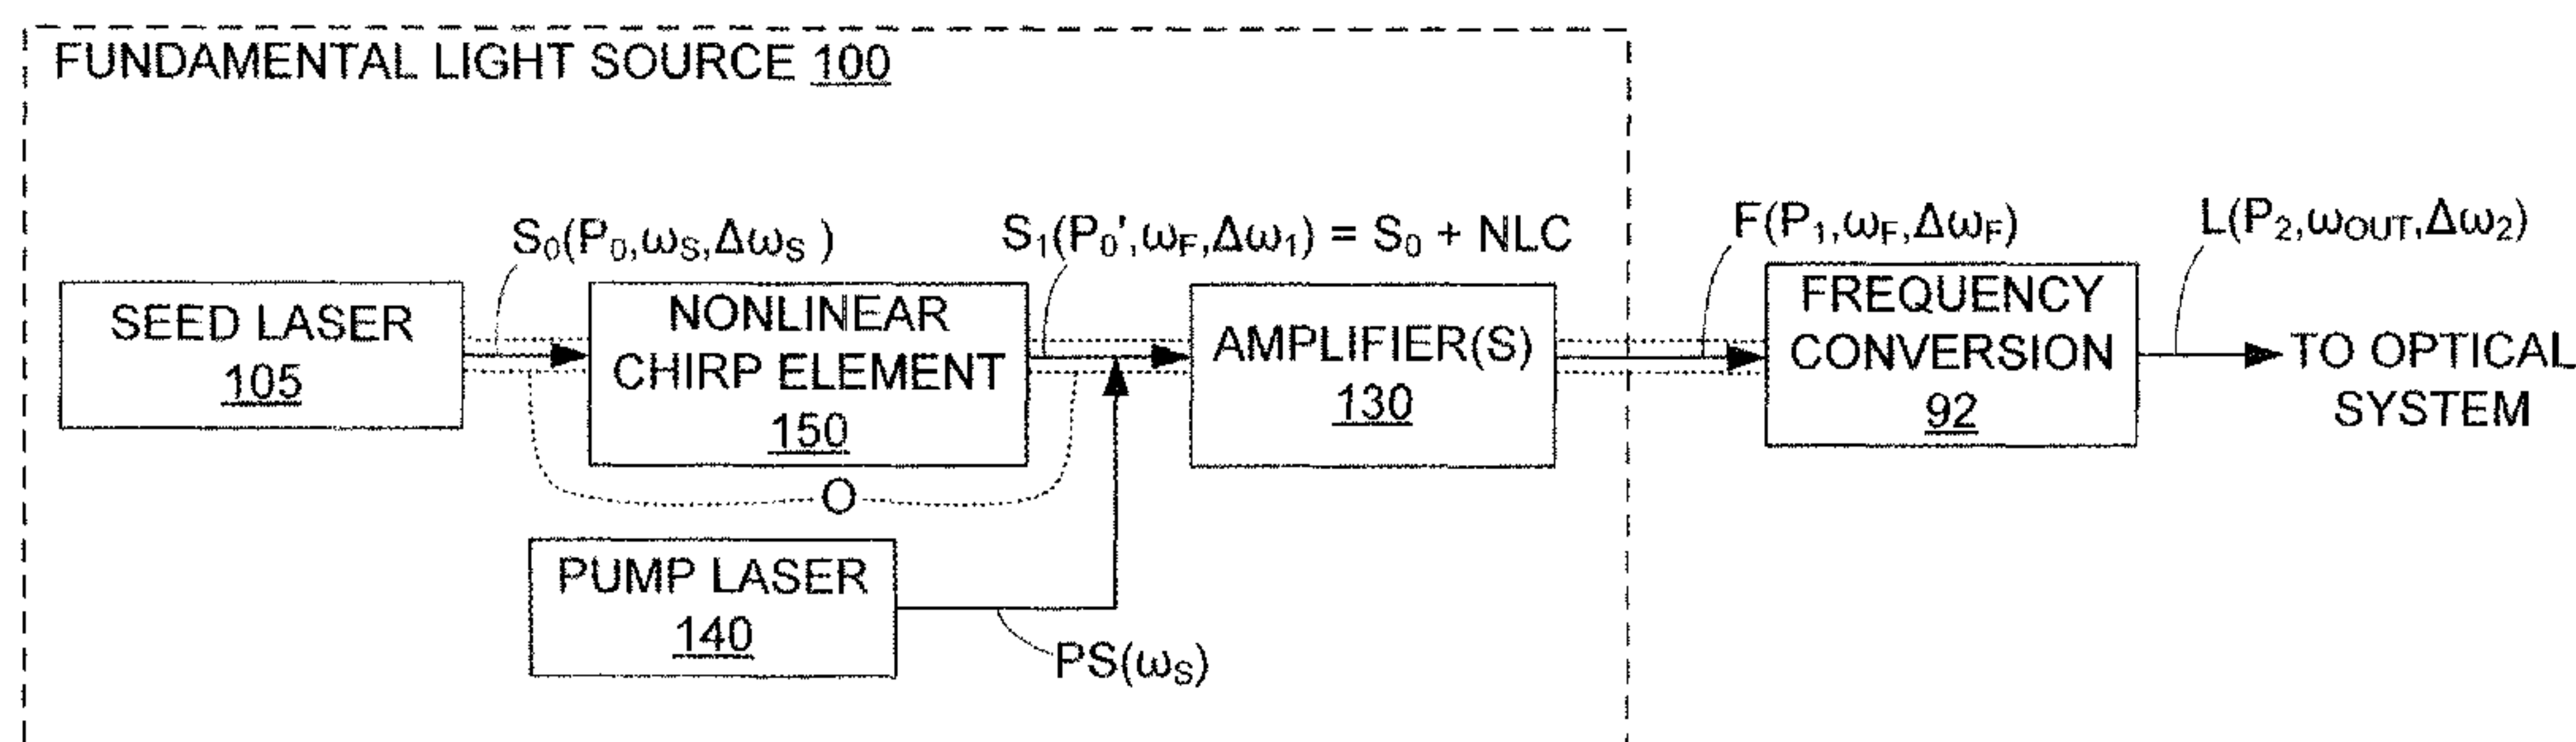 FUNDAMENTAL LIGHT SOURCE 100
S₀(P₀,ωS,ΔωS )
S₁(P₀',ωF,Δω₁) = S₀ + NLC
F(P₁,ωF,ΔωF)
L(P₂,ωOUT,Δω₂)
SEED LASER
105
NONLINEAR
CHIRP ELEMENT
150
AMPLIFIER(S)
130
FREQUENCY
CONVERSION
92
TO OPTICAL
SYSTEM
O
PUMP LASER
140
PS(ωS)